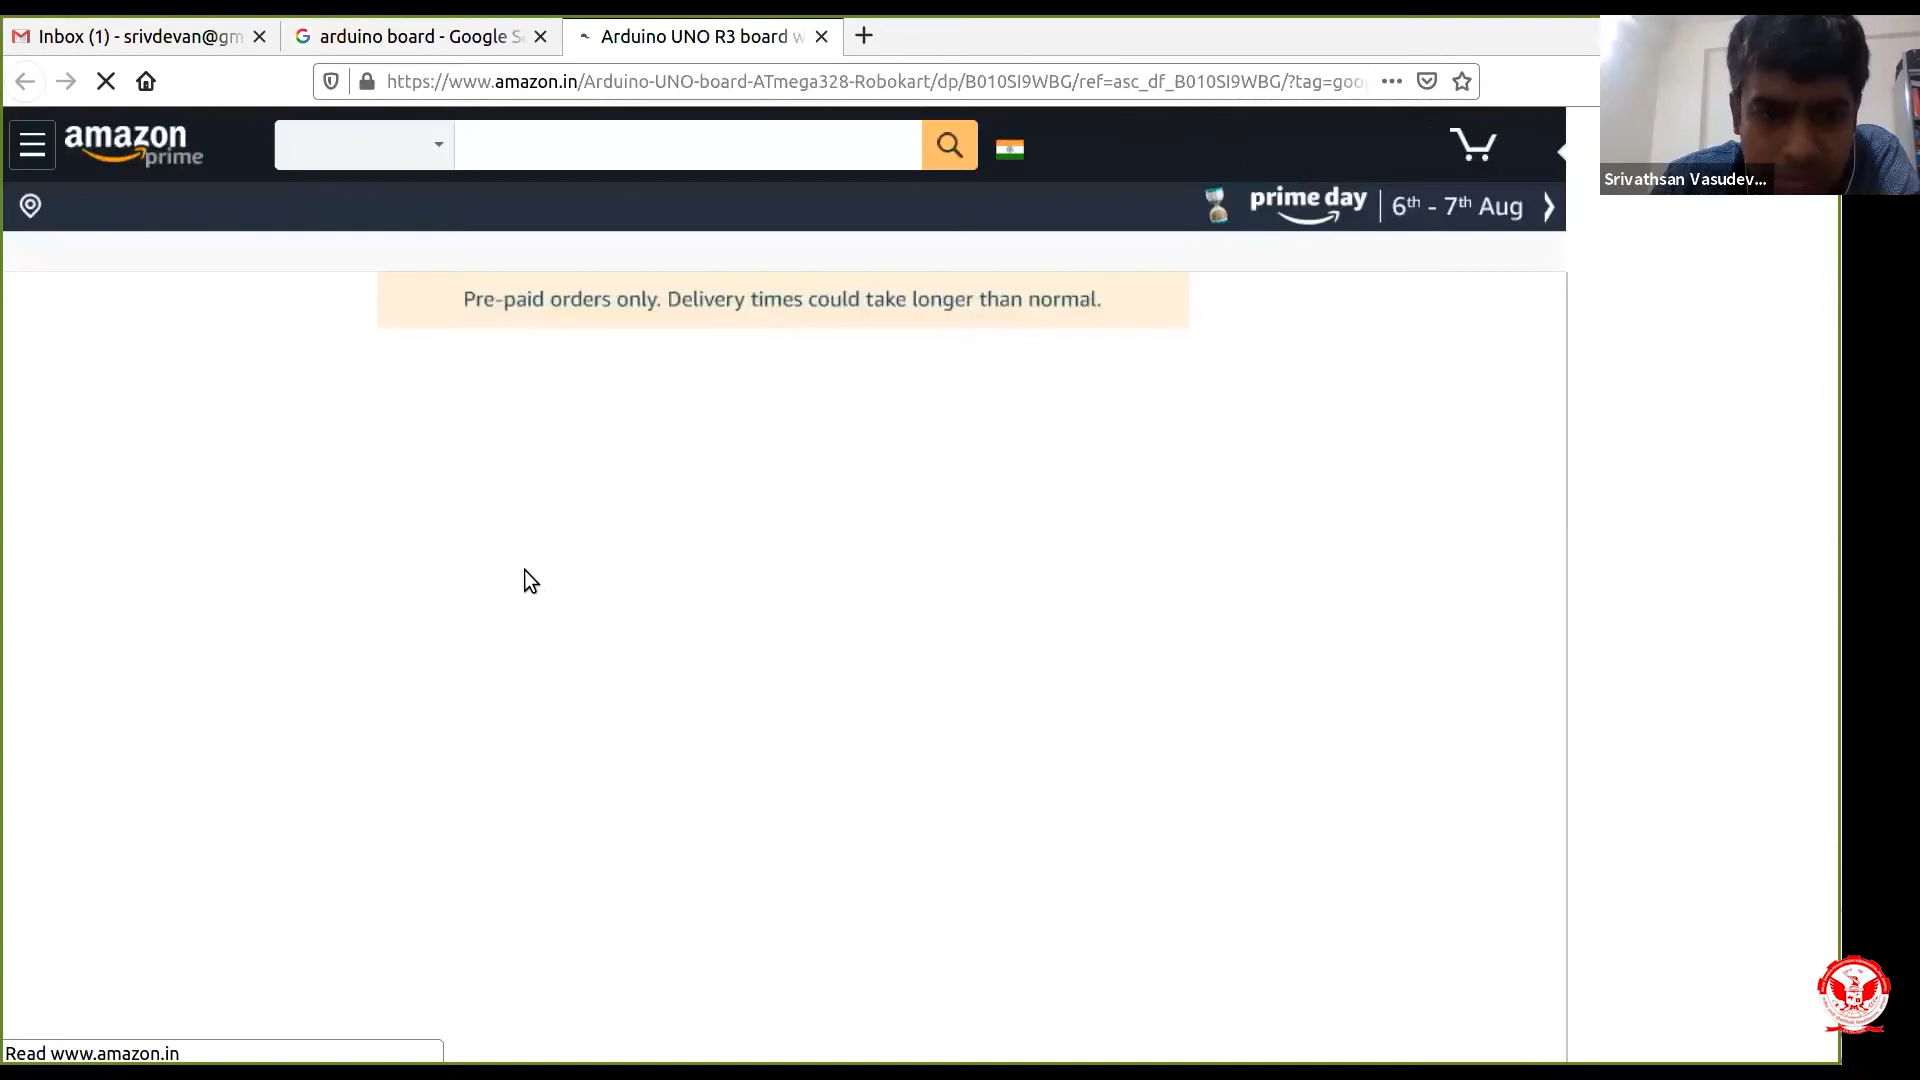 Inbox (1) - srivdevan@gm
arduino board - Google S
Arduino UNO R3 board w
https://www.amazon.in/Arduino-UNO-board-ATmega328-Robokart/dp/B010SI9WBG/ref=asc_df_B010SI9WBG/?tag=goo
amazon
prime
prime day
6th - 7th Aug
Srivathsan Vasudev...
Pre-paid orders only. Delivery times could take longer than normal.
Read www.amazon.in